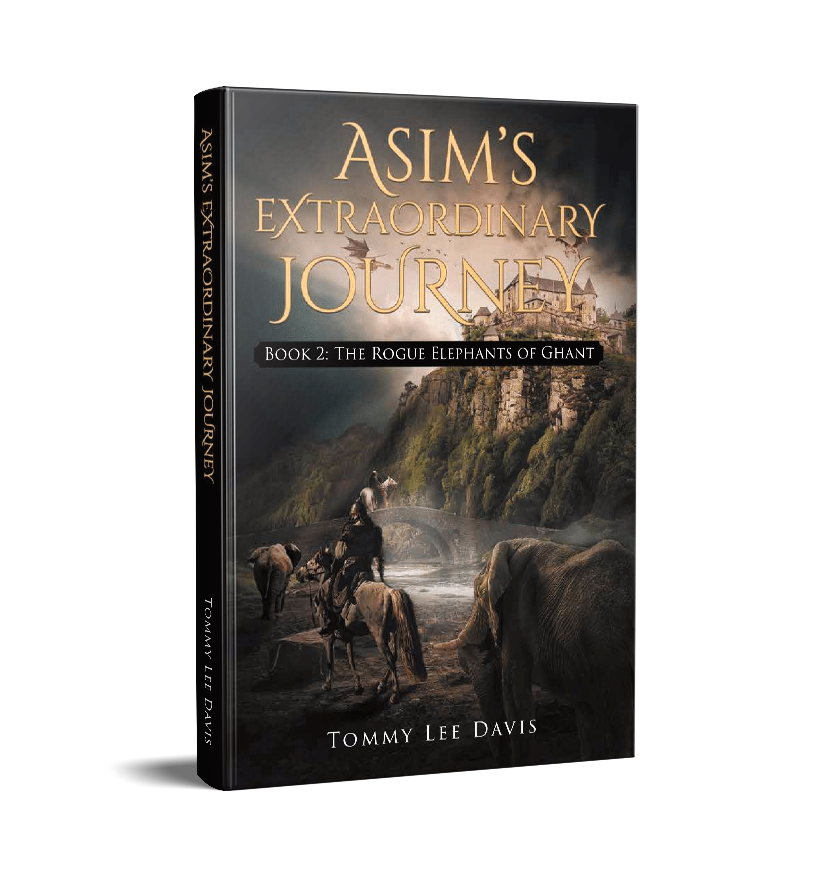 ASIM'S EXTRAORDINARY JOURNEY
TOMMY LEE DAVIS
ASIM'S
EXTRAORDINARY
JOURNEY
BOOK 2: THE ROGUE ELEPHANTS OF GHANT
TOMMY LEE DAVIS